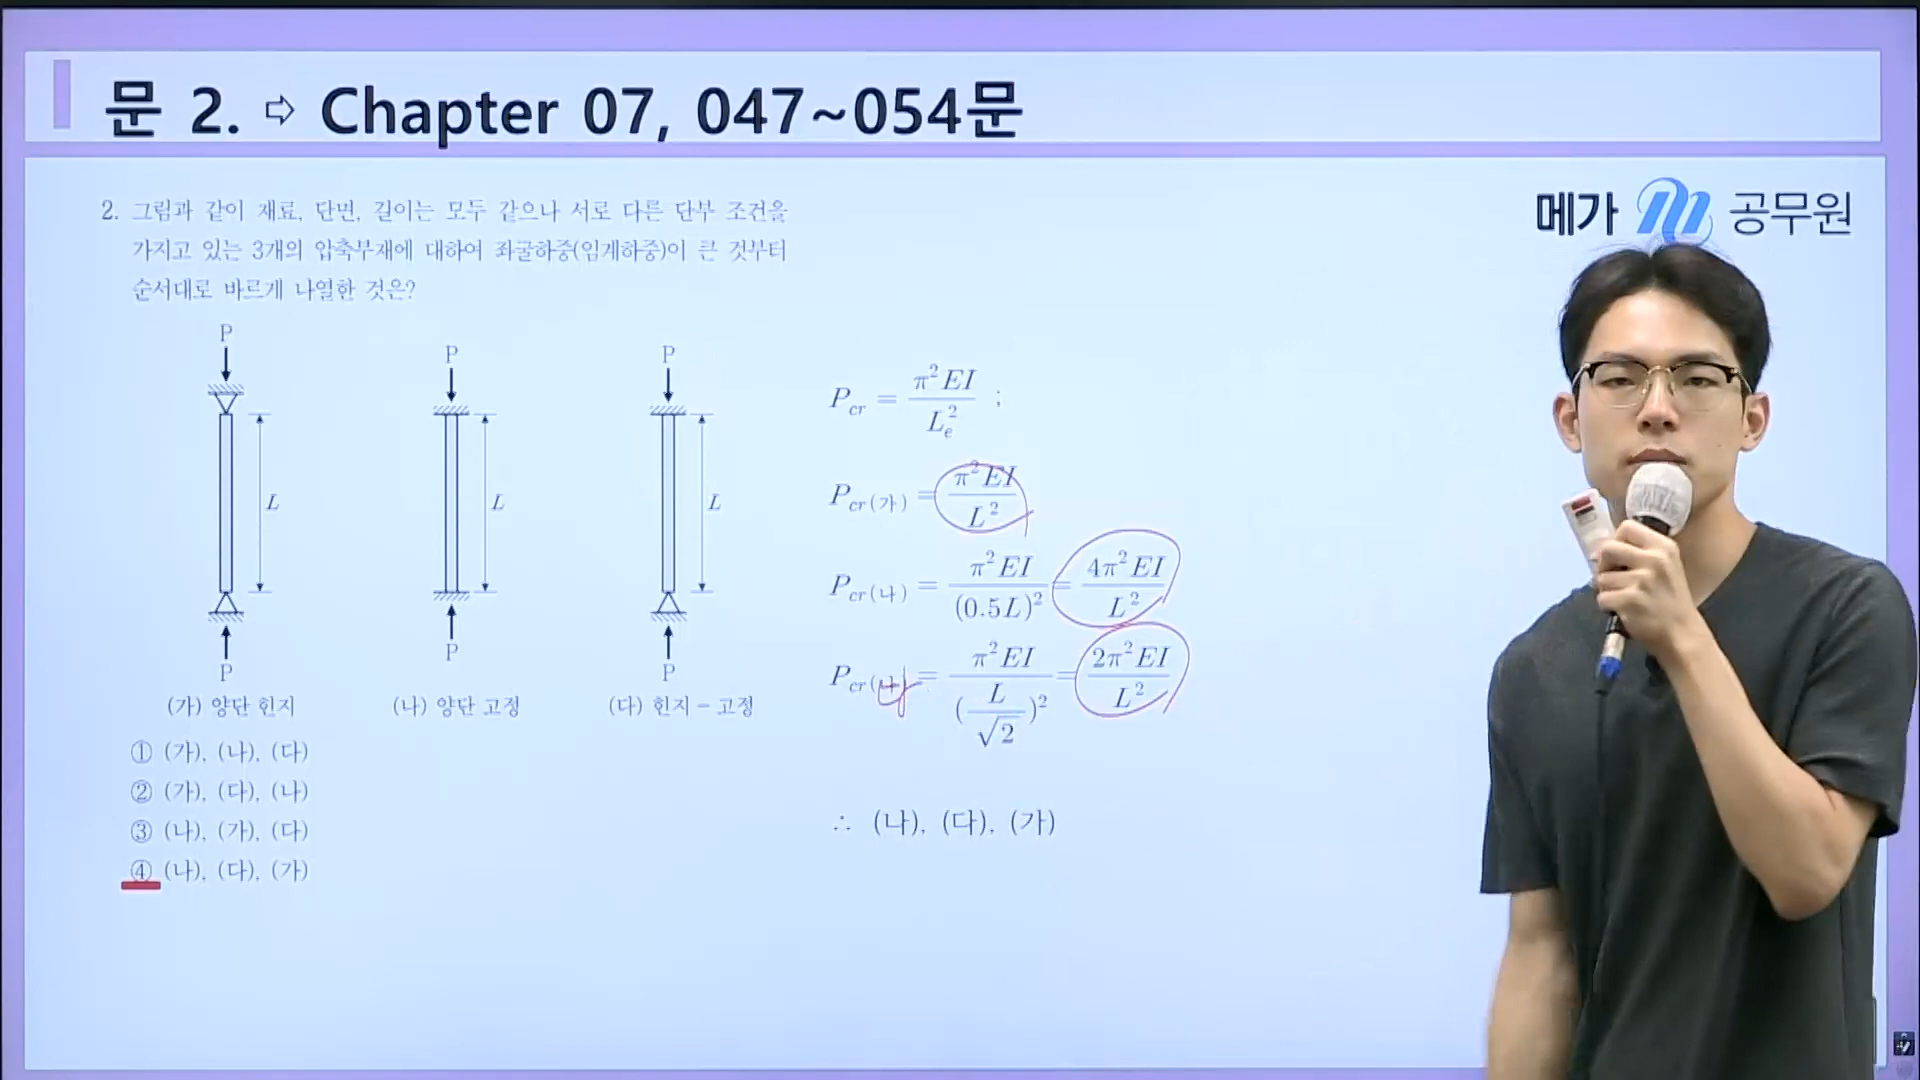 문 2. ⇨ Chapter 07, 047~054문
메가 공무원
2. 그림과 같이 재료, 단면, 길이는 모두 같으나 서로 다른 단부 조건을
가지고 있는 3개의 압축부재에 대하여 좌굴하중(임계하중)이 큰 것부터
순서대로 바르게 나열한 것은?
P P P
L L L
P P P
(가) 양단 힌지 (나) 양단 고정 (다) 힌지 - 고정
① (가), (나), (다)
② (가), (다), (나)
③ (나), (가), (다)
④ (나), (다), (가)
P_cr = π²EI / L_e² ;
P_cr(가) = π²EI / L²
P_cr(나) = π²EI / (0.5L)² = 4π²EI / L²
P_cr(다) = π²EI / (L/√2)² = 2π²EI / L²
∴ (나), (다), (가)